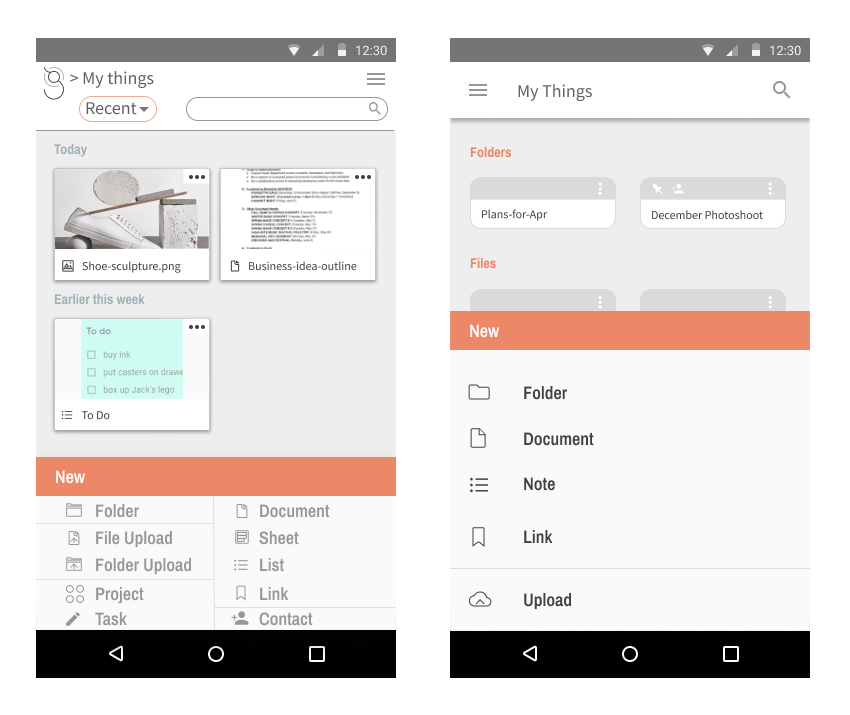 12:30
> My things
Recent
Today
Shoe-sculpture.png
Business-idea-outline
Earlier this week
To do
buy ink
put casters on drawe
box up Jack's lego
To Do
New
Folder
File Upload
Folder Upload
Project
Task
Document
Sheet
List
Link
Contact
12:30
My Things
Folders
Plans-for-Apr
December Photoshoot
Files
New
Folder
Document
Note
Link
Upload